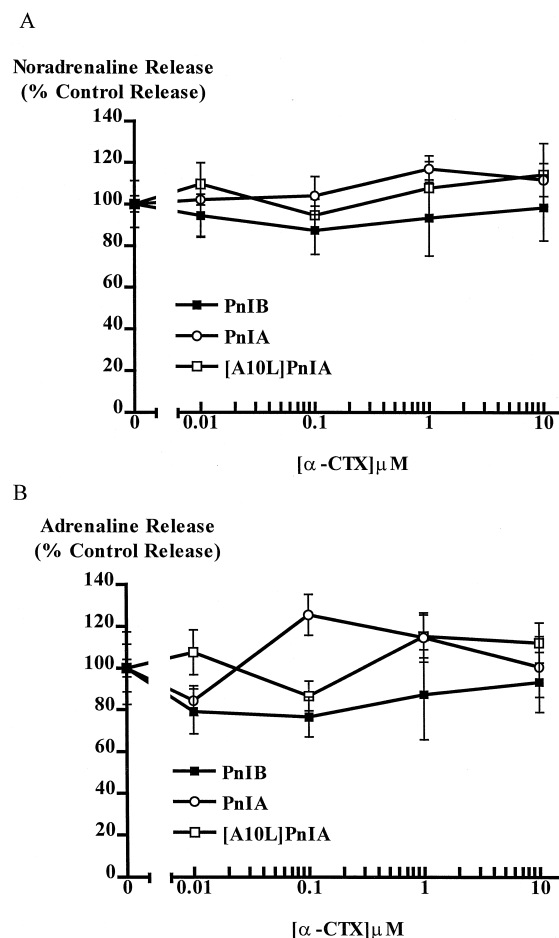 A
Noradrenaline Release
(% Control Release)
140
120
100
80
60
40
20
0
PnIB
PnIA
[A10L]PnIA
0 0.01 0.1 1 10
[α-CTX]μM
B
Adrenaline Release
(% Control Release)
140
120
100
80
60
40
20
0
PnIB
PnIA
[A10L]PnIA
0 0.01 0.1 1 10
[α-CTX]μM